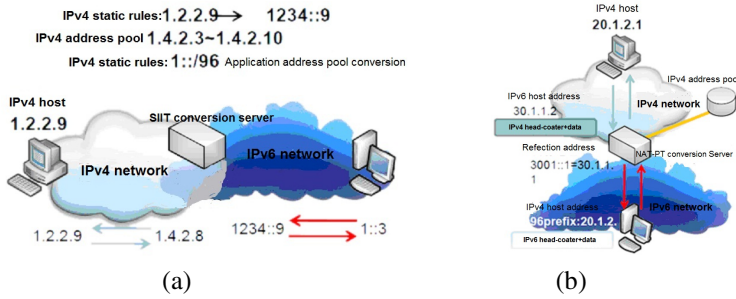 IPv4 static rules:1.2.2.9 → 1234::9
IPv4 address pool 1.4.2.3~1.4.2.10
IPv4 static rules: 1::/96 Application address pool conversion
IPv4 host
1.2.2.9
SIIT conversion server
IPv4 network
IPv6 network
1.2.2.9
1.4.2.8
1234::9
1::3
(a)
IPv4 host
20.1.2.1
IPv4 address pool
IPv6 host address
30.1.1.2
IPv4 network
IPv4 head-coater+data
Refection address
NAT-PT conversion Server
3001::1=30.1.1.
1
IPv4 host address
IPv6 network
96prefix:20.1.2.
IPv6 head-coater+data
(b)